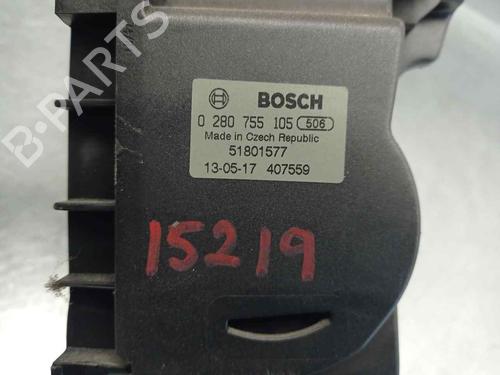 B-PARTS
BOSCH
0 280 755 105 506
Made in Czech Republic
51801577
13-05-17 407559
15219